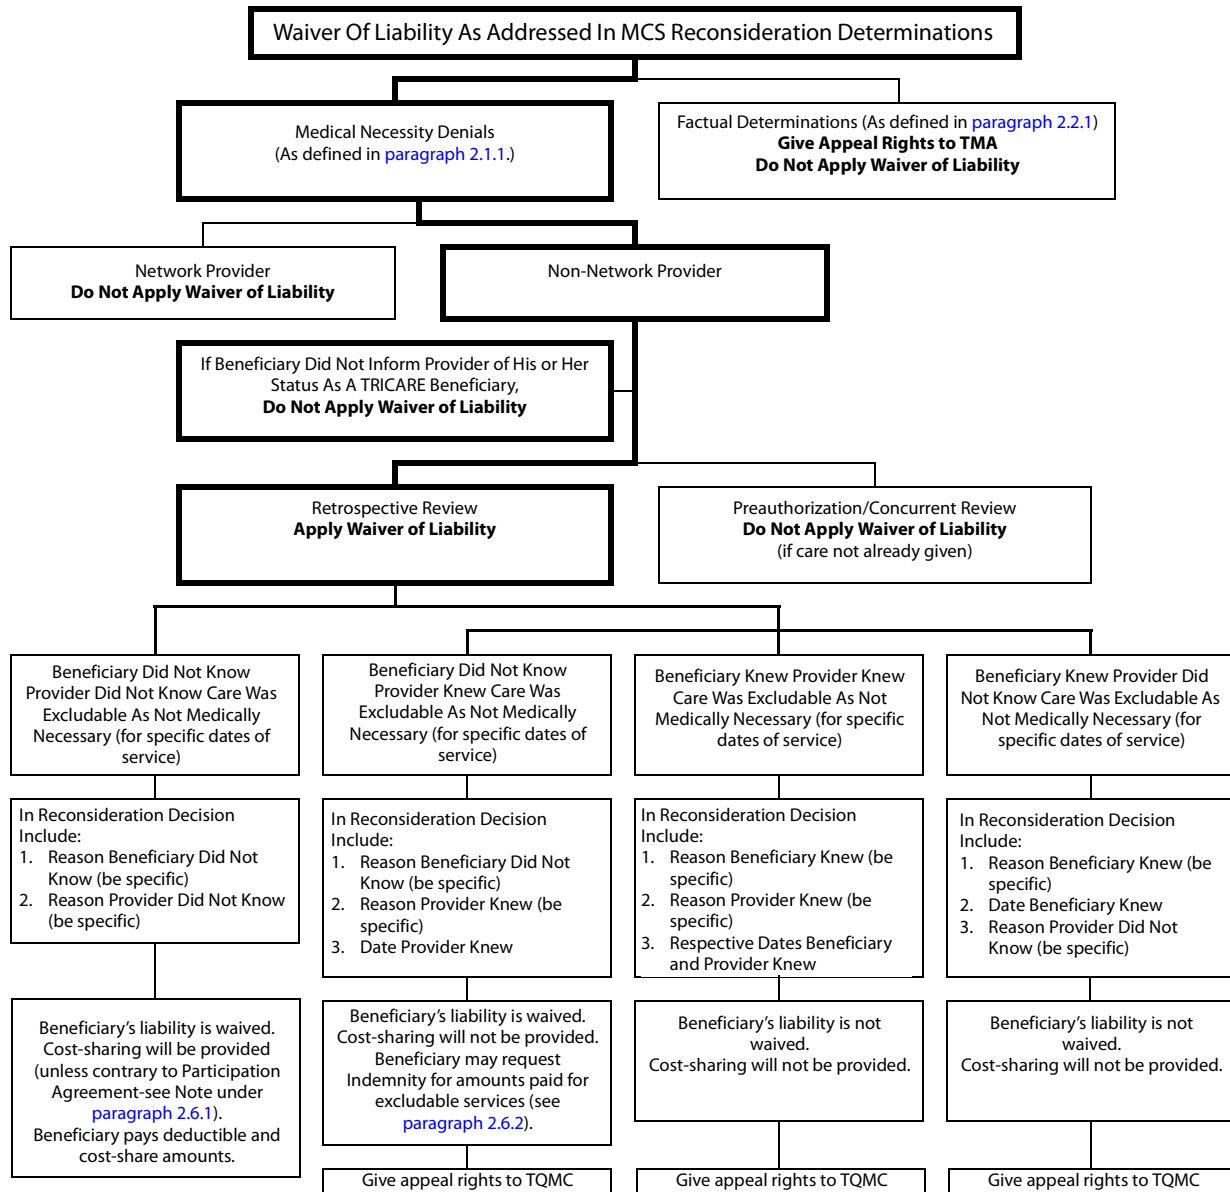 Waiver Of Liability As Addressed In MCS Reconsideration Determinations
Medical Necessity Denials
(As defined in paragraph 2.1.1.)
Factual Determinations (As defined in paragraph 2.2.1)
Give Appeal Rights to TMA
Do Not Apply Waiver of Liability
Network Provider
Do Not Apply Waiver of Liability
Non-Network Provider
If Beneficiary Did Not Inform Provider of His or Her
Status As A TRICARE Beneficiary,
Do Not Apply Waiver of Liability
Retrospective Review
Apply Waiver of Liability
Preauthorization/Concurrent Review
Do Not Apply Waiver of Liability
(if care not already given)
Beneficiary Did Not Know
Provider Did Not Know Care Was
Excludable As Not Medically
Necessary (for specific dates of
service)
Beneficiary Did Not Know
Provider Knew Care Was
Excludable As Not Medically
Necessary (for specific dates of
service)
Beneficiary Knew Provider Knew
Care Was Excludable As Not
Medically Necessary (for specific
dates of service)
Beneficiary Knew Provider Did
Not Know Care Was Excludable As
Not Medically Necessary (for
specific dates of service)
In Reconsideration Decision
Include:
1. Reason Beneficiary Did Not
Know (be specific)
2. Reason Provider Did Not Know
(be specific)
In Reconsideration Decision
Include:
1. Reason Beneficiary Did Not
Know (be specific)
2. Reason Provider Knew (be
specific)
3. Date Provider Knew
In Reconsideration Decision
Include:
1. Reason Beneficiary Knew (be
specific)
2. Reason Provider Knew (be
specific)
3. Respective Dates Beneficiary
and Provider Knew
In Reconsideration Decision
Include:
1. Reason Beneficiary Knew (be
specific)
2. Date Beneficiary Knew
3. Reason Provider Did Not
Know (be specific)
Beneficiary's liability is waived.
Cost-sharing will be provided
(unless contrary to Participation
Agreement-see Note under
paragraph 2.6.1).
Beneficiary pays deductible and
cost-share amounts.
Beneficiary's liability is waived.
Cost-sharing will not be provided.
Beneficiary may request
Indemnity for amounts paid for
excludable services (see
paragraph 2.6.2).
Beneficiary's liability is not
waived.
Cost-sharing will not be provided.
Beneficiary's liability is not
waived.
Cost-sharing will not be provided.
Give appeal rights to TQMC
Give appeal rights to TQMC
Give appeal rights to TQMC